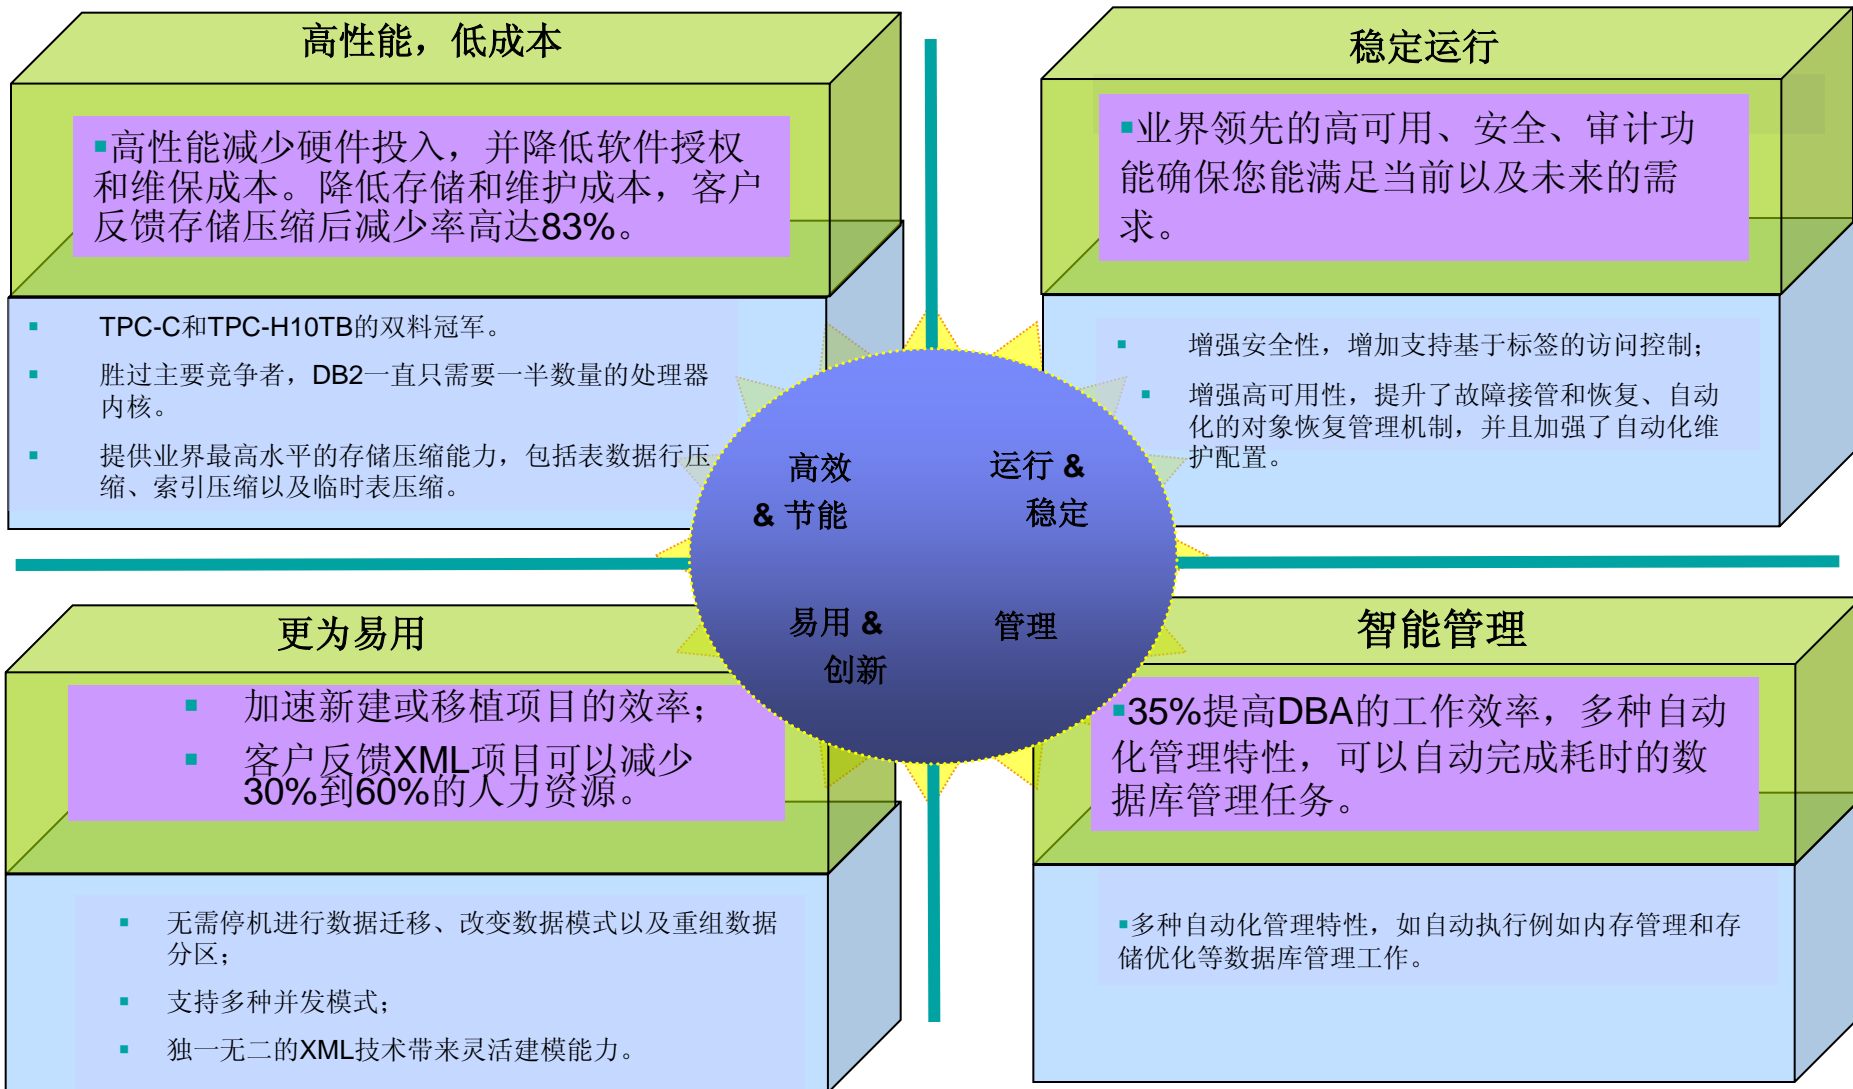 高性能，低成本
▪高性能减少硬件投入，并降低软件授权
和维保成本。降低存储和维护成本，客户
反馈存储压缩后减少率高达83%。
▪ TPC-C和TPC-H10TB的双料冠军。
▪ 胜过主要竞争者，DB2一直只需要一半数量的处理器
内核。
▪ 提供业界最高水平的存储压缩能力，包括表数据行压
缩、索引压缩以及临时表压缩。
稳定运行
▪业界领先的高可用、安全、审计功
能确保您能满足当前以及未来的需
求。
▪ 增强安全性，增加支持基于标签的访问控制；
▪ 增强高可用性，提升了故障接管和恢复、自动
化的对象恢复管理机制，并且加强了自动化维
护配置。
高效
& 节能
运行 &
稳定
易用 &
创新
管理
更为易用
▪ 加速新建或移植项目的效率；
▪ 客户反馈XML项目可以减少
30%到60%的人力资源。
▪ 无需停机进行数据迁移、改变数据模式以及重组数据
分区；
▪ 支持多种并发模式；
▪ 独一无二的XML技术带来灵活建模能力。
智能管理
▪35%提高DBA的工作效率，多种自动
化管理特性，可以自动完成耗时的数
据库管理任务。
▪多种自动化管理特性，如自动执行例如内存管理和存
储优化等数据库管理工作。